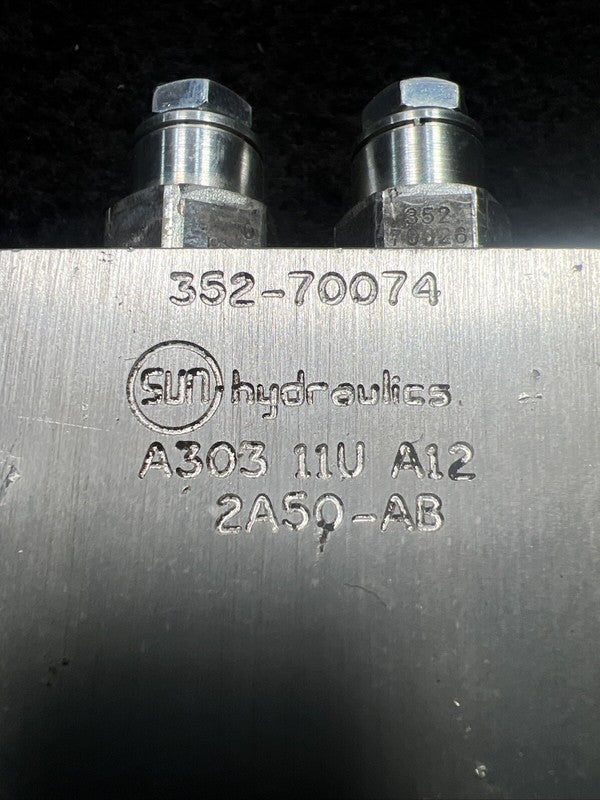 352
70026
352-70074
SUN hydraulics
A303 11U A12
2A50-AB